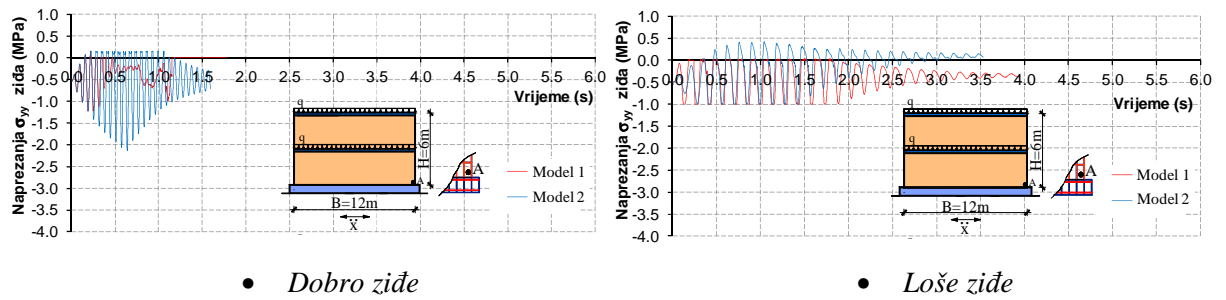 Naprezanja σyy ziđa (MPa)
1.0
0.5
0.0
-0.5
-1.0
-1.5
-2.0
-2.5
-3.0
-3.5
-4.0
0.0 0.5 1.0 1.5 2.0 2.5 3.0 3.5 4.0 4.5 5.0 5.5 6.0
Vrijeme (s)
q
q
H=6m
A
A
B=12m
ẍ
Model 1
Model 2
• Dobro ziđe
Naprezanja σyy ziđa (MPa)
1.0
0.5
0.0
-0.5
-1.0
-1.5
-2.0
-2.5
-3.0
-3.5
-4.0
0.0 0.5 1.0 1.5 2.0 2.5 3.0 3.5 4.0 4.5 5.0 5.5 6.0
Vrijeme (s)
q
q
H=6m
A
A
B=12m
ẍ
Model 1
Model 2
• Loše ziđe